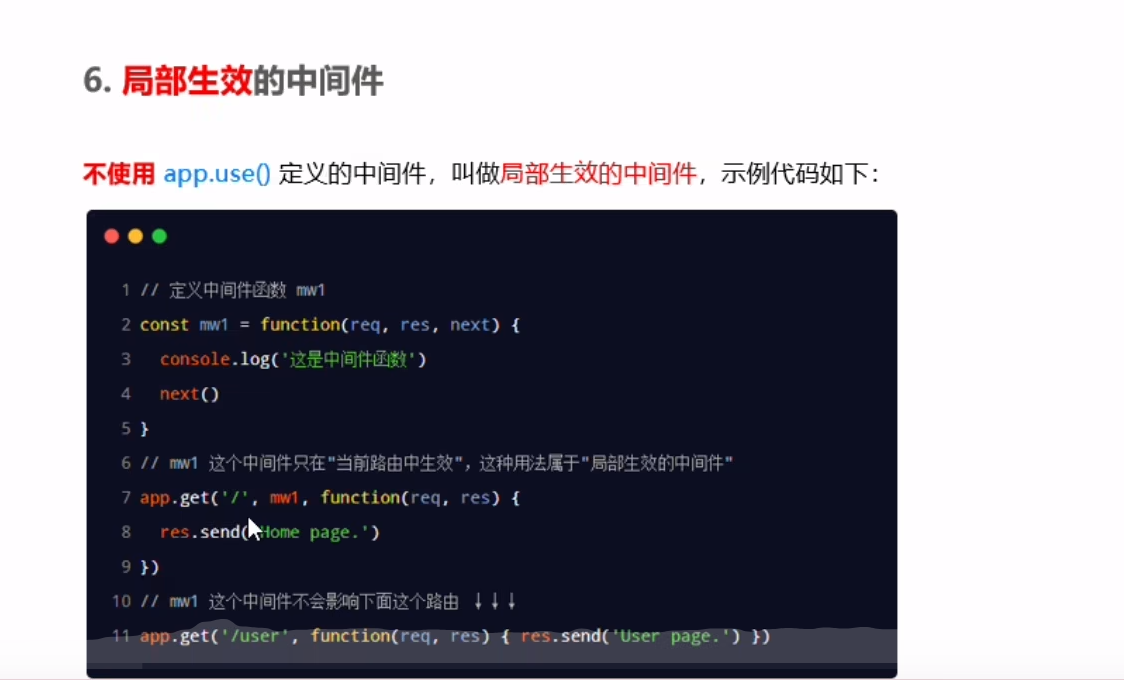 6. 局部生效的中间件
不使用 app.use() 定义的中间件，叫做局部生效的中间件，示例代码如下：
1 // 定义中间件函数 mw1
2 const mw1 = function(req, res, next) {
3   console.log('这是中间件函数')
4   next()
5 }
6 // mw1 这个中间件只在"当前路由中生效"，这种用法属于"局部生效的中间件"
7 app.get('/', mw1, function(req, res) {
8   res.send('Home page.')
9 })
10 // mw1 这个中间件不会影响下面这个路由 ↓↓↓
11 app.get('/user', function(req, res) { res.send('User page.') })